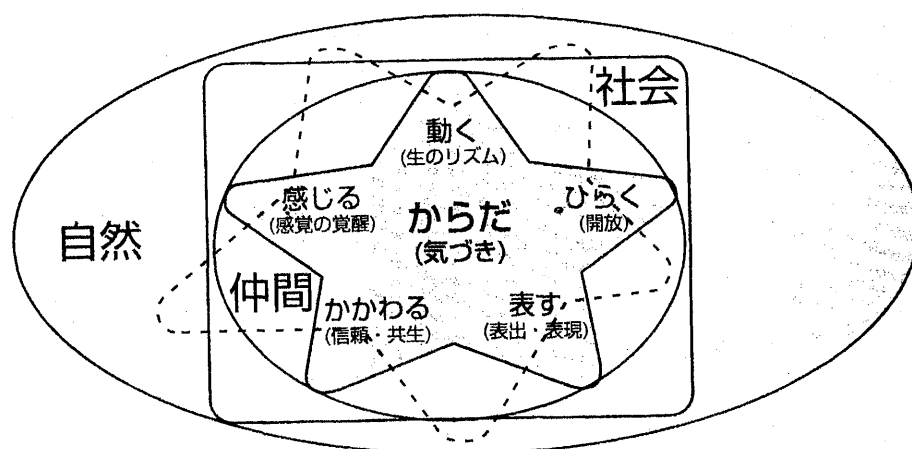 社会
動く
(生のリズム)
感じる
(感覚の覚醒)
からだ
(気づき)
ひらく
(開放)
自然
仲間
かかわる
(信頼・共生)
表す
(表出・表現)